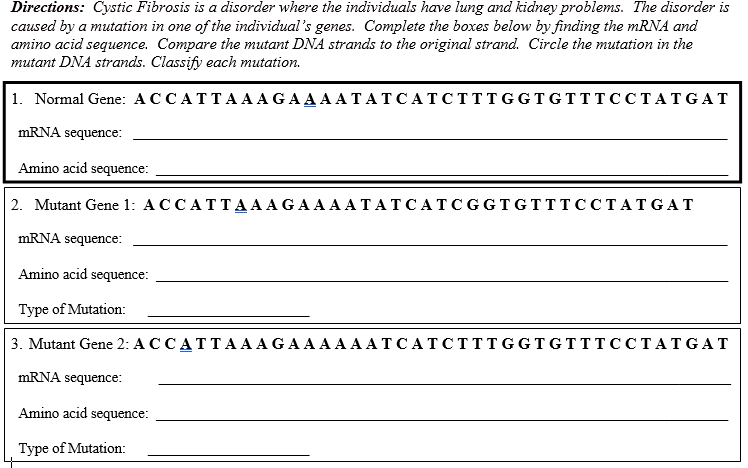 Directions: Cystic Fibrosis is a disorder where the individuals have lung and kidney problems. The disorder is
caused by a mutation in one of the individual's genes. Complete the boxes below by finding the mRNA and
amino acid sequence. Compare the mutant DNA strands to the original strand. Circle the mutation in the
mutant DNA strands. Classify each mutation.
1. Normal Gene: A C C A T T A A A G A A A A T A T C A T C T T T G G T G T T T C C T A T G A T
mRNA sequence:
Amino acid sequence:
2. Mutant Gene 1: A C C A T T A A A G A A A A T A T C A T C G G T G T T T C C T A T G A T
mRNA sequence:
Amino acid sequence:
Type of Mutation:
3. Mutant Gene 2: A C C A T T A A A G A A A A A A T C A T C T T T G G T G T T T C C T A T G A T
mRNA sequence:
Amino acid sequence:
Type of Mutation: